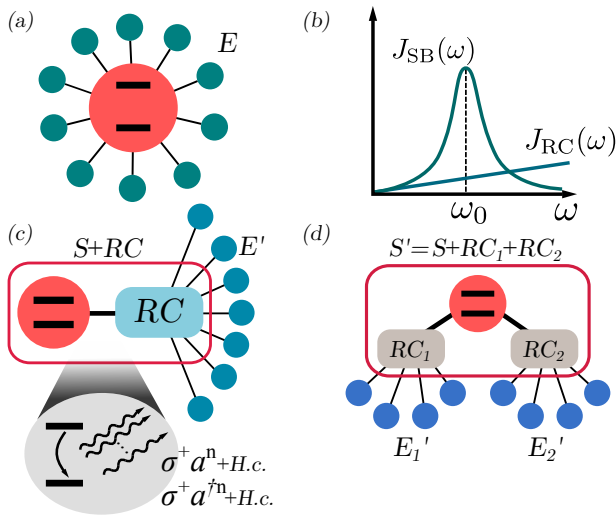 (a)
E
(b)
J_SB(ω)
J_RC(ω)
ω₀
ω
(c)
S+RC
E'
RC
σ⁺aⁿ+H.c.
σ⁺a^†n+H.c.
(d)
S'=S+RC₁+RC₂
RC₁
RC₂
E₁'
E₂'